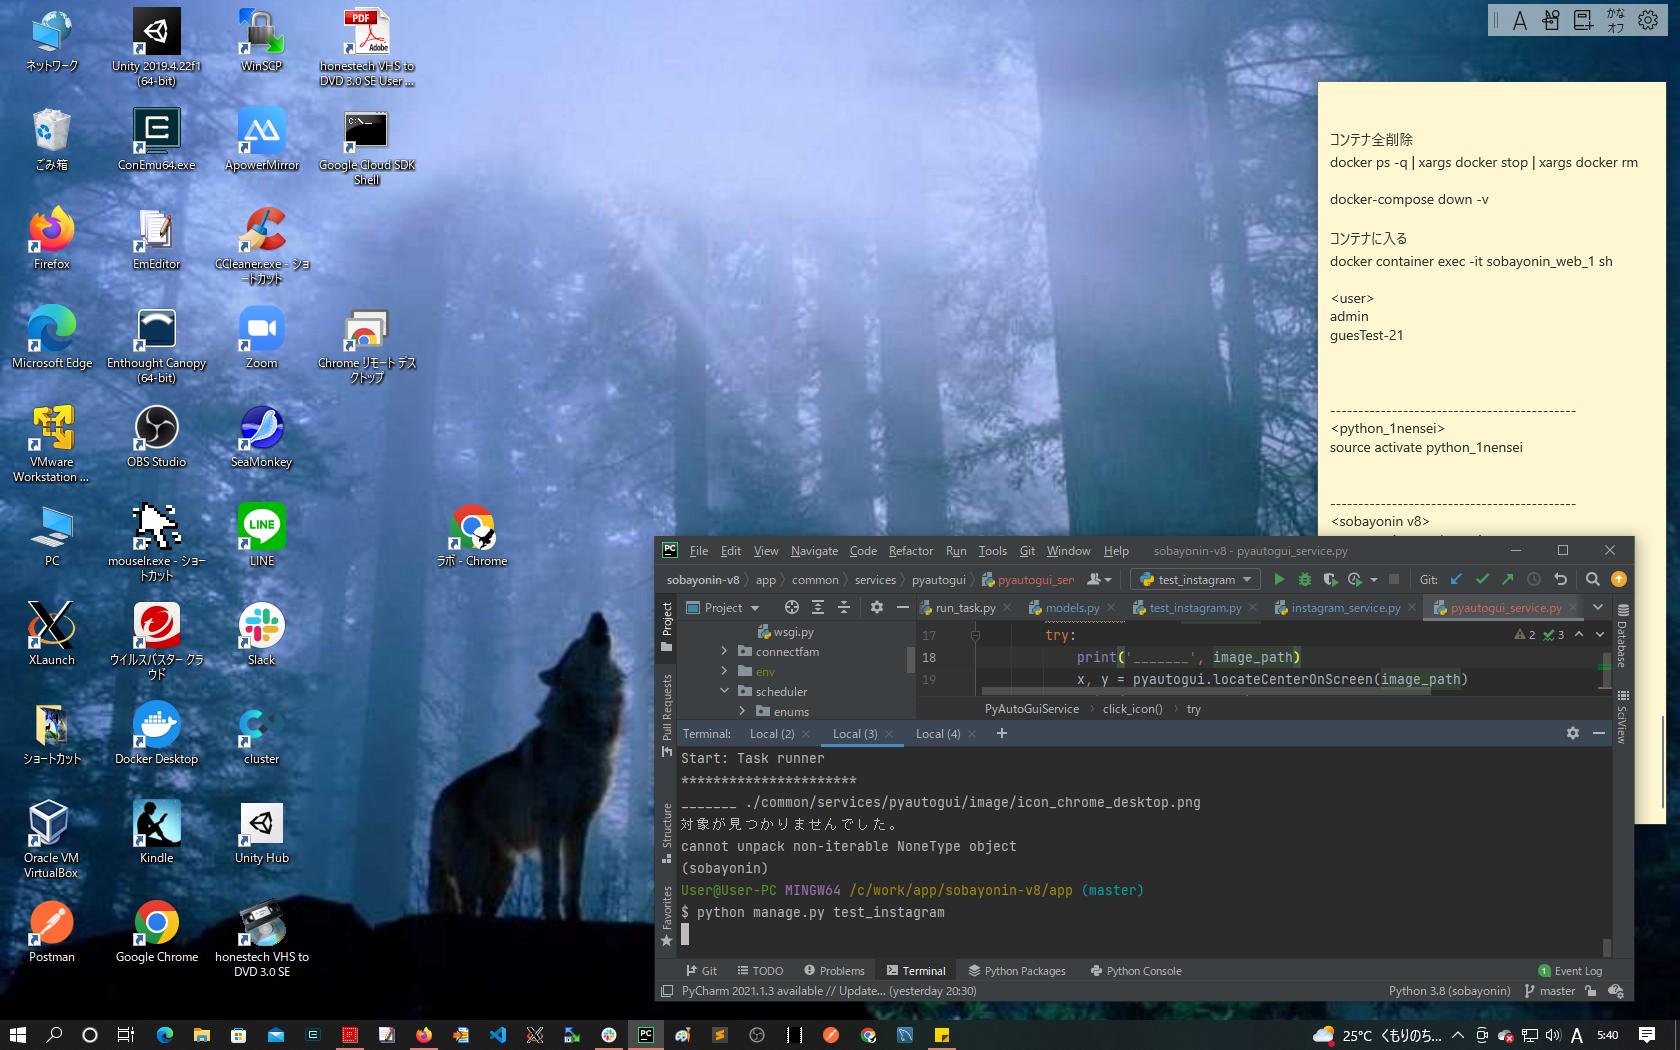 ネットワーク
Unity 2019.4.22f1
(64-bit)
WinSCP
honestech VHS to
DVD 3.0 SE User ...
ごみ箱
ConEmu64.exe
ApowerMirror
Google Cloud SDK
Shell
Firefox
EmEditor
CCleaner.exe - ショ
ートカット
Microsoft Edge
Enthought Canopy
(64-bit)
Zoom
Chrome リモート デス
クトップ
VMware
Workstation ...
OBS Studio
SeaMonkey
PC
mouselr.exe - ショー
トカット
LINE
ラボ - Chrome
XLaunch
ウイルスバスター クラ
ウド
Slack
ショートカット
Docker Desktop
cluster
Oracle VM
VirtualBox
Kindle
Unity Hub
Postman
Google Chrome
honestech VHS to
DVD 3.0 SE
A
かな
オフ
コンテナ全削除
docker ps -q | xargs docker stop | xargs docker rm
docker-compose down -v
コンテナに入る
docker container exec -it sobayonin_web_1 sh
<user>
admin
guesTest-21
--------------------------------------------
<python_1nensei>
source activate python_1nensei
--------------------------------------------
<sobayonin v8>
PC File Edit View Navigate Code Refactor Run Tools Git Window Help sobayonin-v8 - pyautogui_service.py
sobayonin-v8 app common services pyautogui pyautogui_ser test_instagram Git:
Project run_task.py models.py test_instagram.py instagram_service.py pyautogui_service.py
wsgi.py
connectfam
env
scheduler
enums
17 try: 2 3
18 print('_______', image_path)
19 x, y = pyautogui.locateCenterOnScreen(image_path)
PyAutoGuiService click_icon() try
Project
Pull Requests
Structure
Favorites
Database
SciView
Terminal: Local (2) Local (3) Local (4) +
Start: Task runner
**********************
_______ ./common/services/pyautogui/image/icon_chrome_desktop.png
対象が見つかりませんでした。
cannot unpack non-iterable NoneType object
(sobayonin)
User@User-PC MINGW64 /c/work/app/sobayonin-v8/app (master)
$ python manage.py test_instagram
Git TODO Problems Terminal Python Packages Python Console 1 Event Log
PyCharm 2021.1.3 available // Update... (yesterday 20:30) Python 3.8 (sobayonin) master
25°C くもりのち... A 5:40